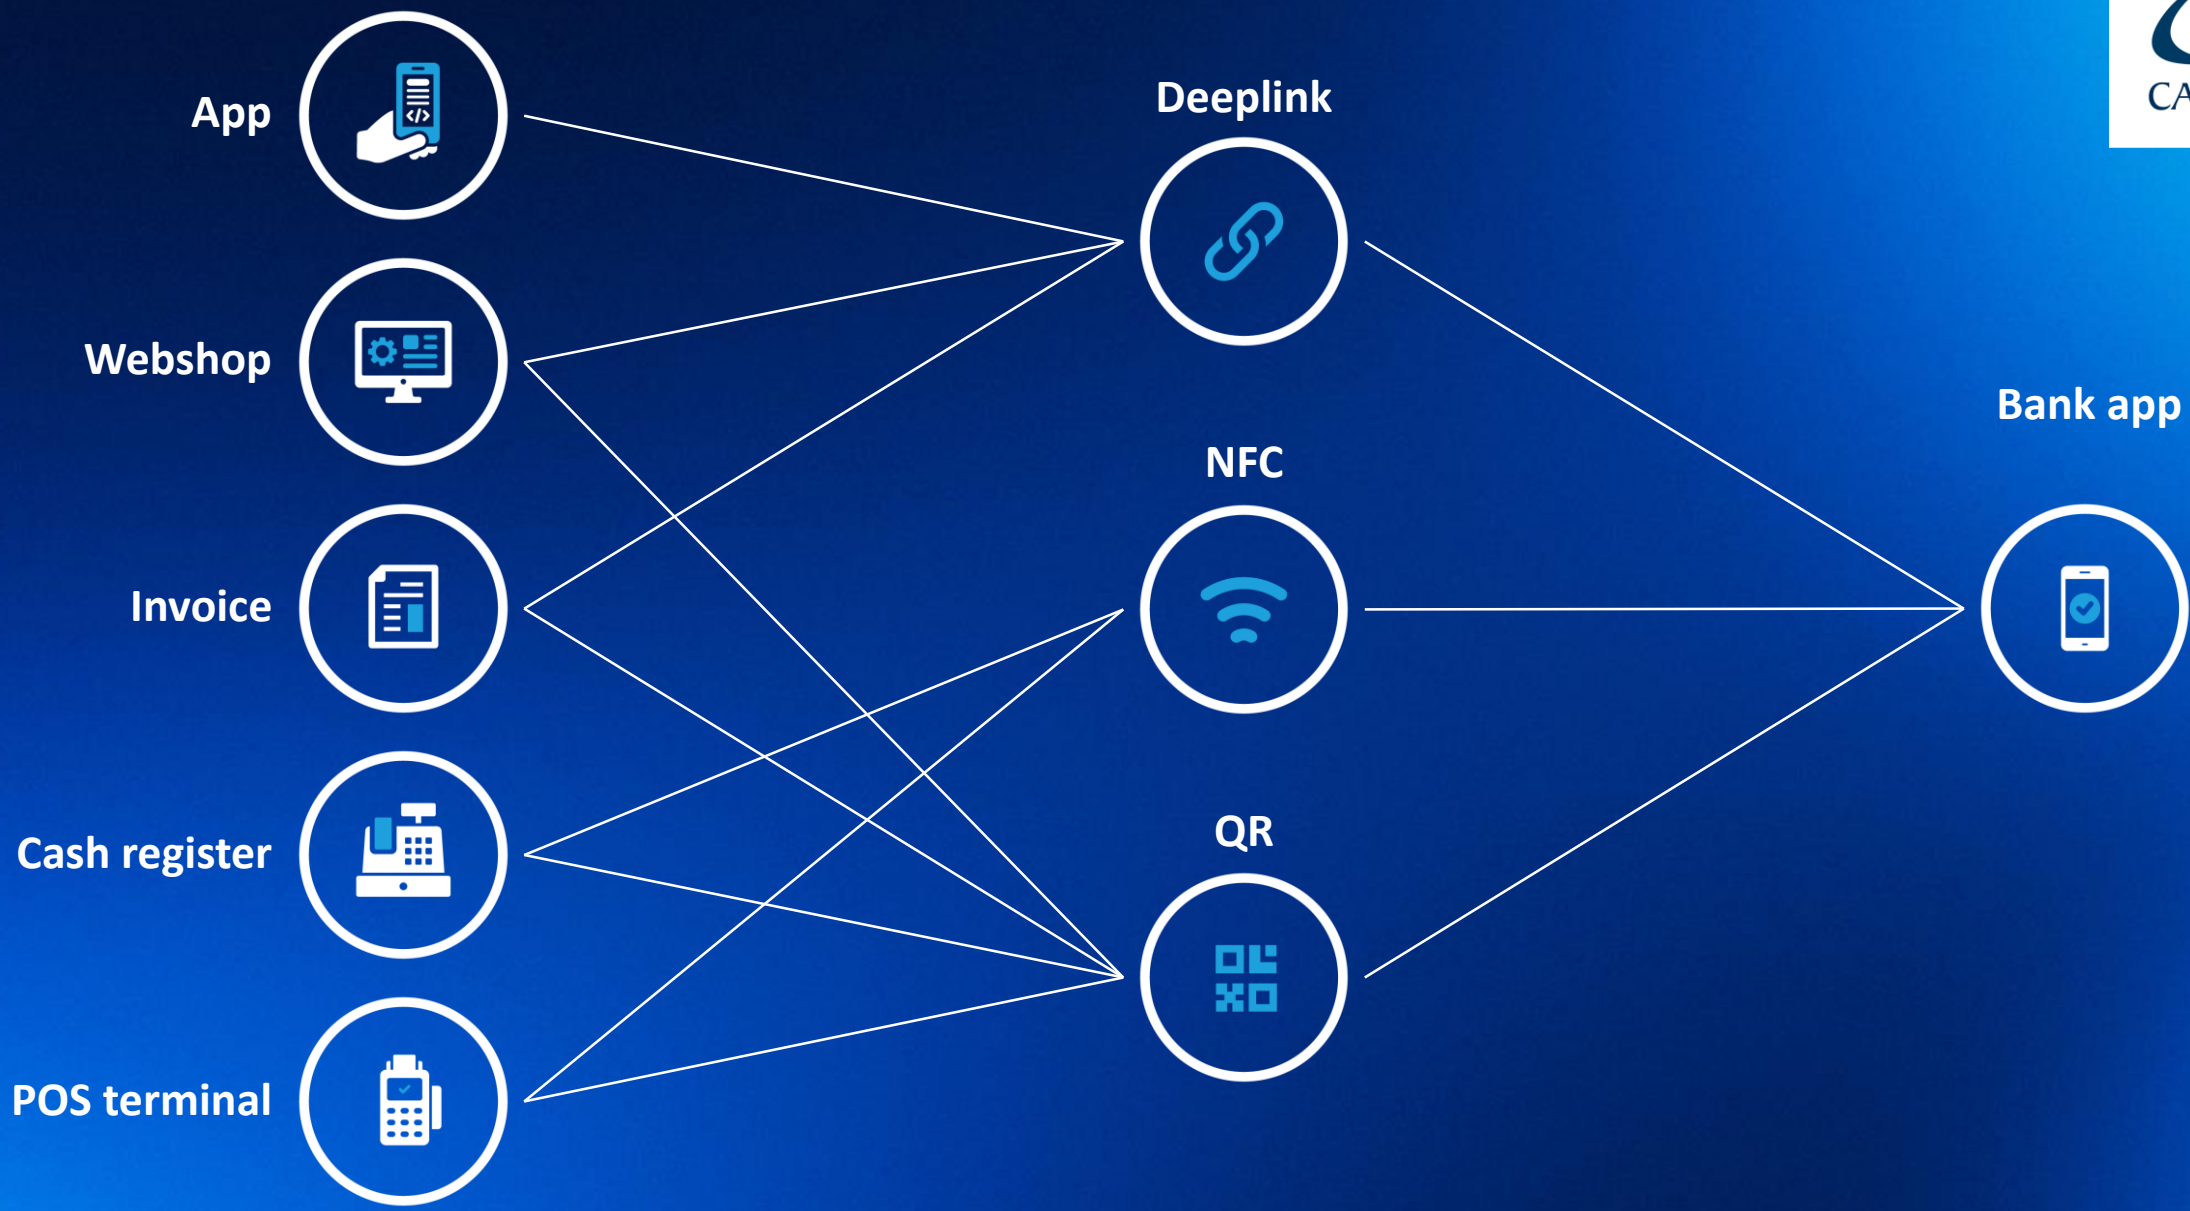 App
Webshop
Invoice
Cash register
POS terminal
Deeplink
NFC
QR
Bank app